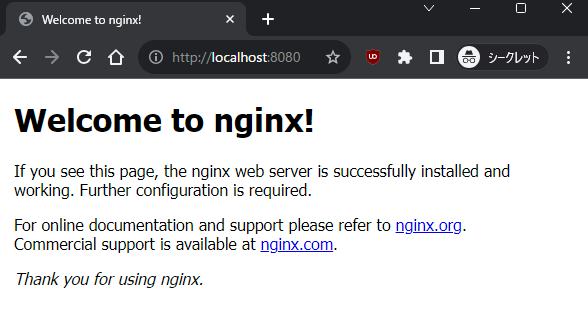 Welcome to nginx!
http://localhost:8080
シークレット
Welcome to nginx!
If you see this page, the nginx web server is successfully installed and
working. Further configuration is required.
For online documentation and support please refer to nginx.org.
Commercial support is available at nginx.com.
Thank you for using nginx.